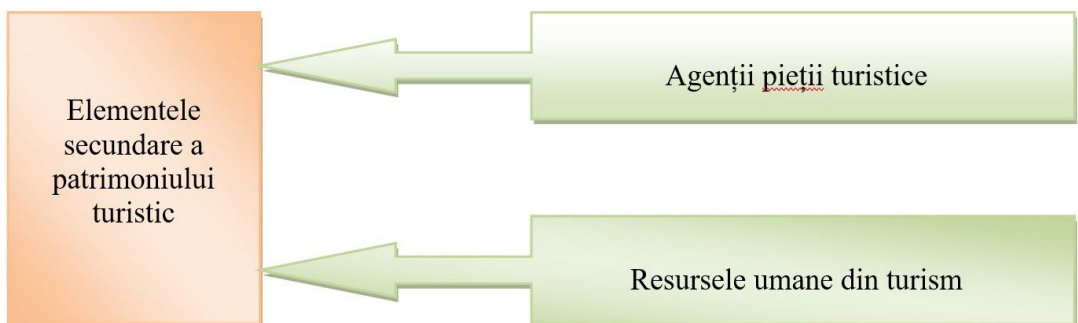 Elementele
secundare a
patrimoniului
turistic
Agenții pieții turistice
Resursele umane din turism